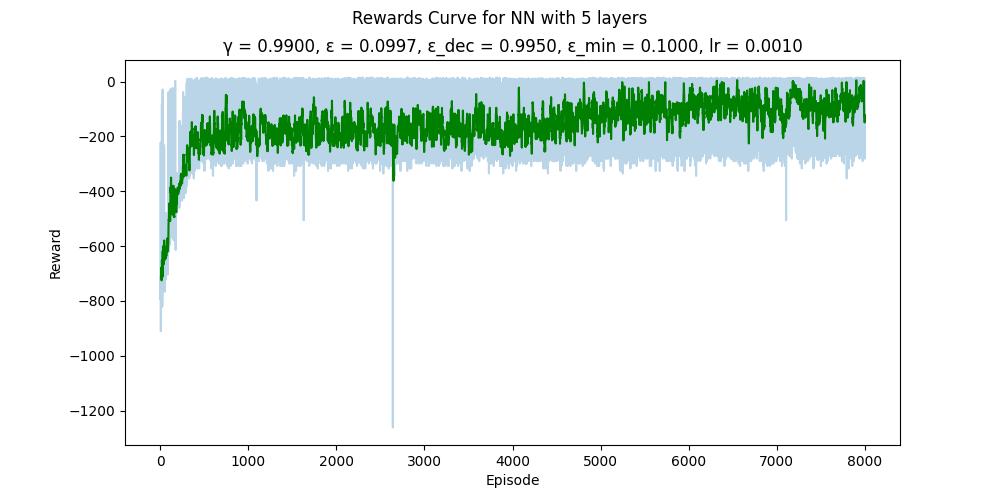 Rewards Curve for NN with 5 layers
γ = 0.9900, ε = 0.0997, ε_dec = 0.9950, ε_min = 0.1000, lr = 0.0010
0
−200
−400
−600
−800
−1000
−1200
Reward
0 1000 2000 3000 4000 5000 6000 7000 8000
Episode